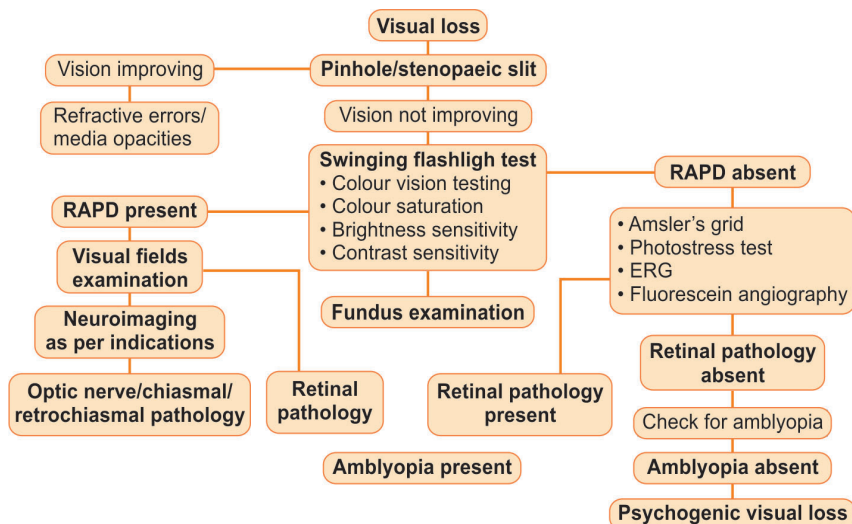 Visual loss
Vision improving
Pinhole/stenopaeic slit
Refractive errors/
media opacities
Vision not improving
Swinging flashligh test
• Colour vision testing
• Colour saturation
• Brightness sensitivity
• Contrast sensitivity
RAPD absent
RAPD present
• Amsler's grid
• Photostress test
• ERG
• Fluorescein angiography
Visual fields
examination
Fundus examination
Neuroimaging
as per indications
Retinal pathology
absent
Optic nerve/chiasmal/
retrochiasmal pathology
Retinal
pathology
Retinal pathology
present
Check for amblyopia
Amblyopia present
Amblyopia absent
Psychogenic visual loss